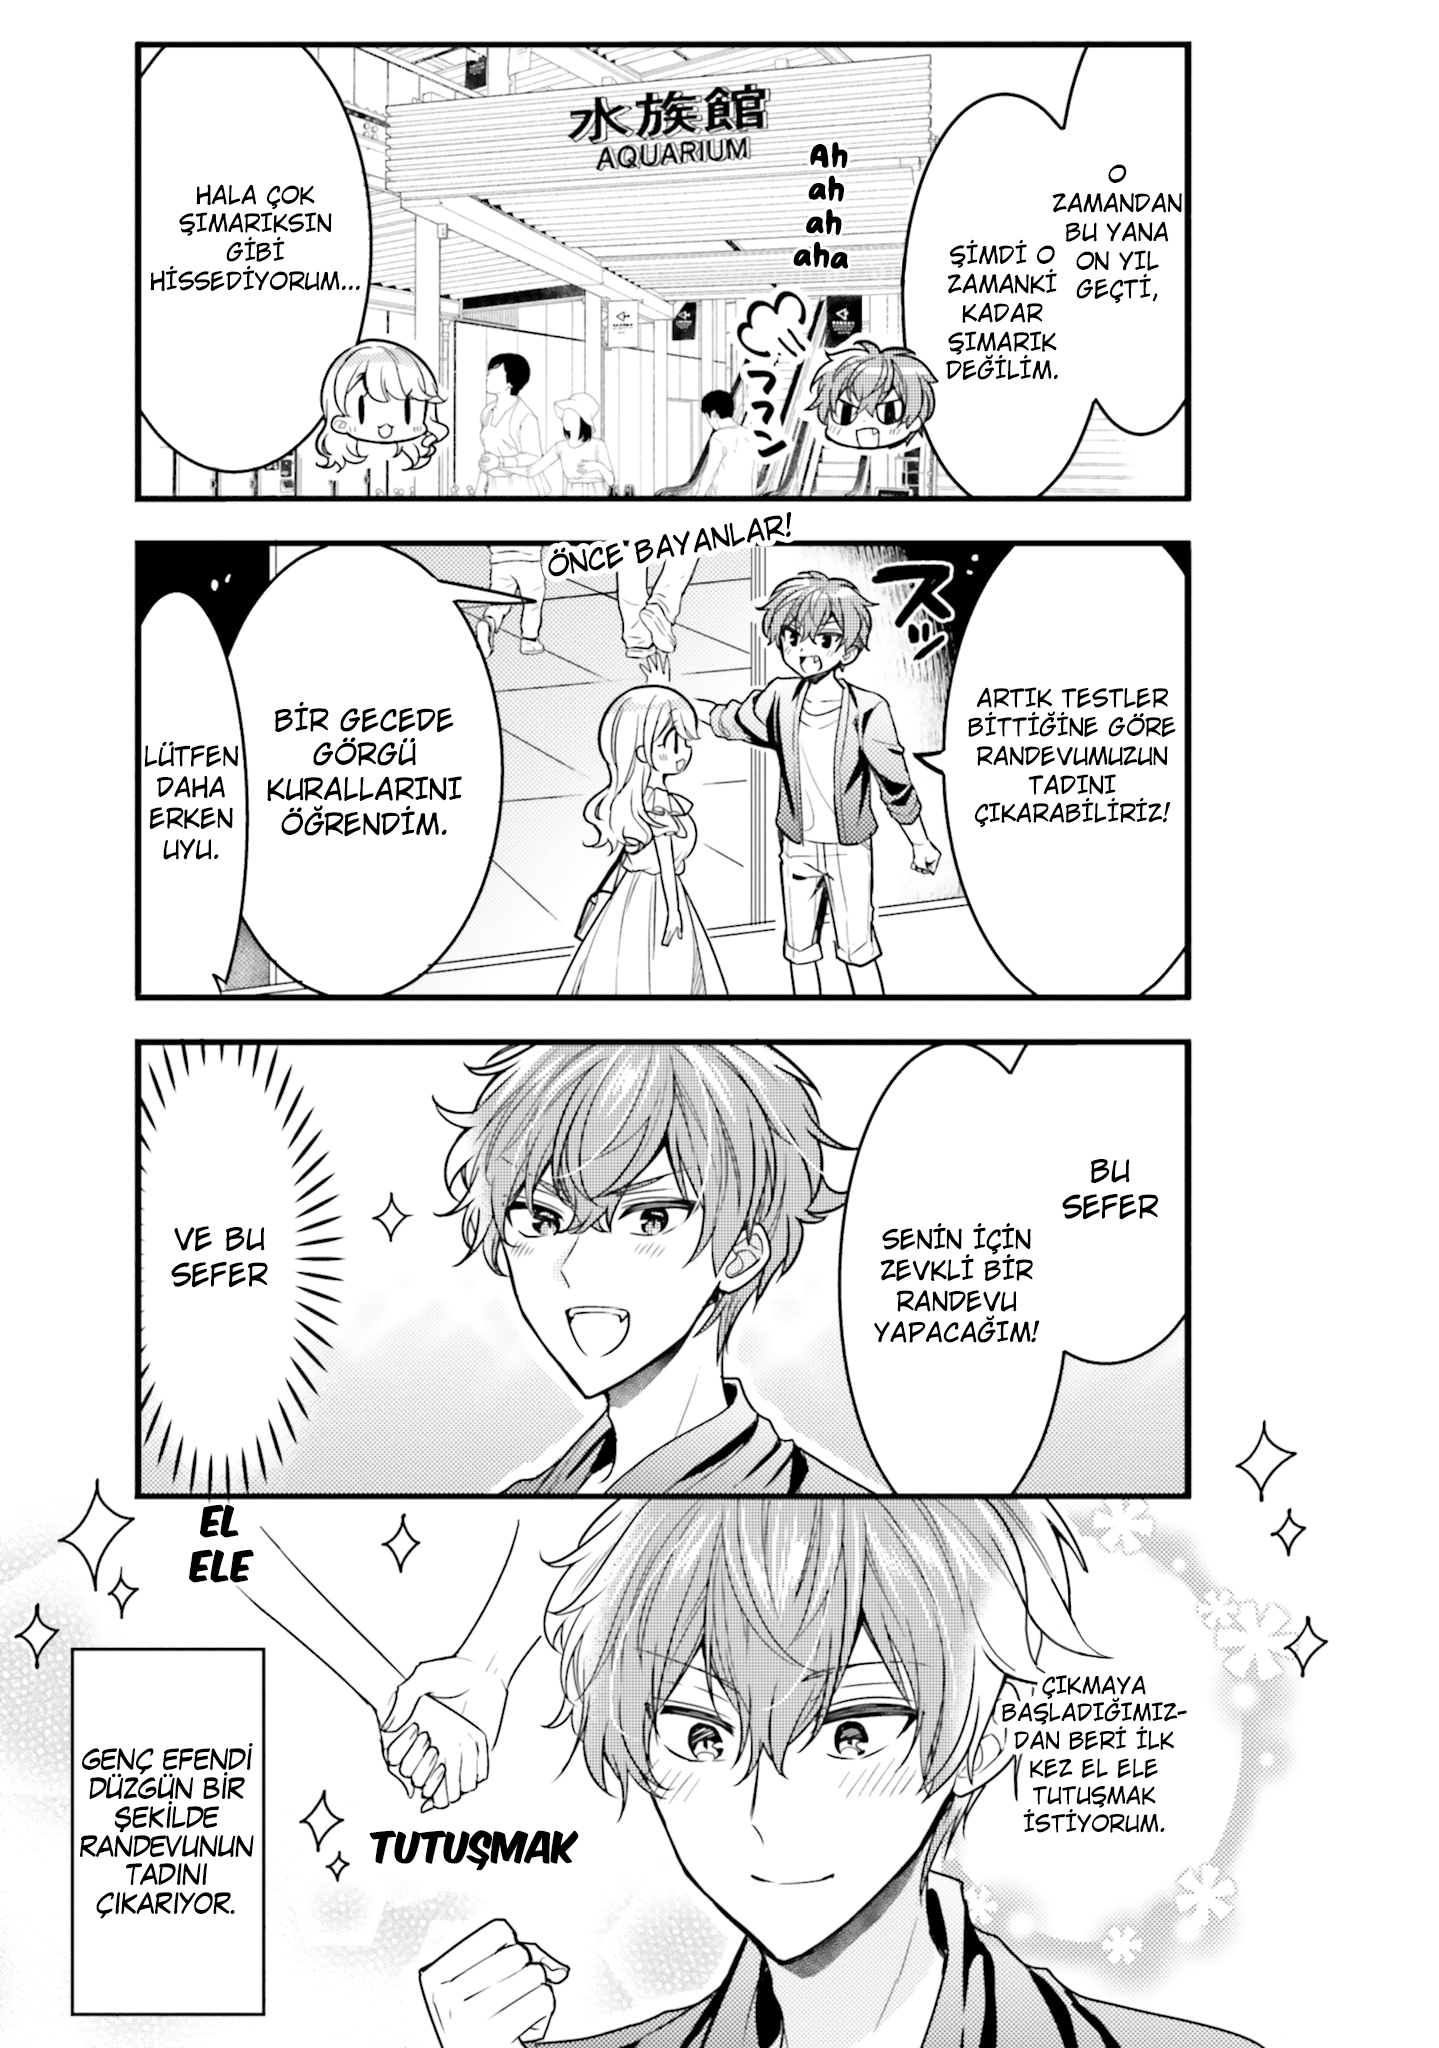 O
ZAMANDAN
BU YANA
ON YIL
GEÇTİ,
ŞİMDİ O
ZAMANKİ
KADAR
ŞIMARIK
DEĞİLİM.
水族館
AQUARIUM
Ah
ah
ah
aha
フフン
HALA ÇOK
ŞIMARIKSIN
GİBİ
HİSSEDİYORUM...
ÖNCE BAYANLAR!
スッ
ARTIK TESTLER
BİTTİĞİNE GÖRE
RANDEVUMUZUN
TADINI
ÇIKARABİLİRİZ!
BİR GECEDE
GÖRGÜ
KURALLARINI
ÖĞRENDİM.
LÜTFEN
DAHA
ERKEN
UYU.
BU
SEFER
SENİN İÇİN
ZEVKLİ BİR
RANDEVU
YAPACAĞIM!
VE BU
SEFER
ÇIKMAYA
BAŞLADIĞIMIZ-
DAN BERİ İLK
KEZ EL ELE
TUTUŞMAK
İSTİYORUM.
EL
ELE
TUTUŞMAK
GENÇ EFENDİ
DÜZGÜN BİR
ŞEKİLDE
RANDEVUNUN
TADINI
ÇIKARIYOR.